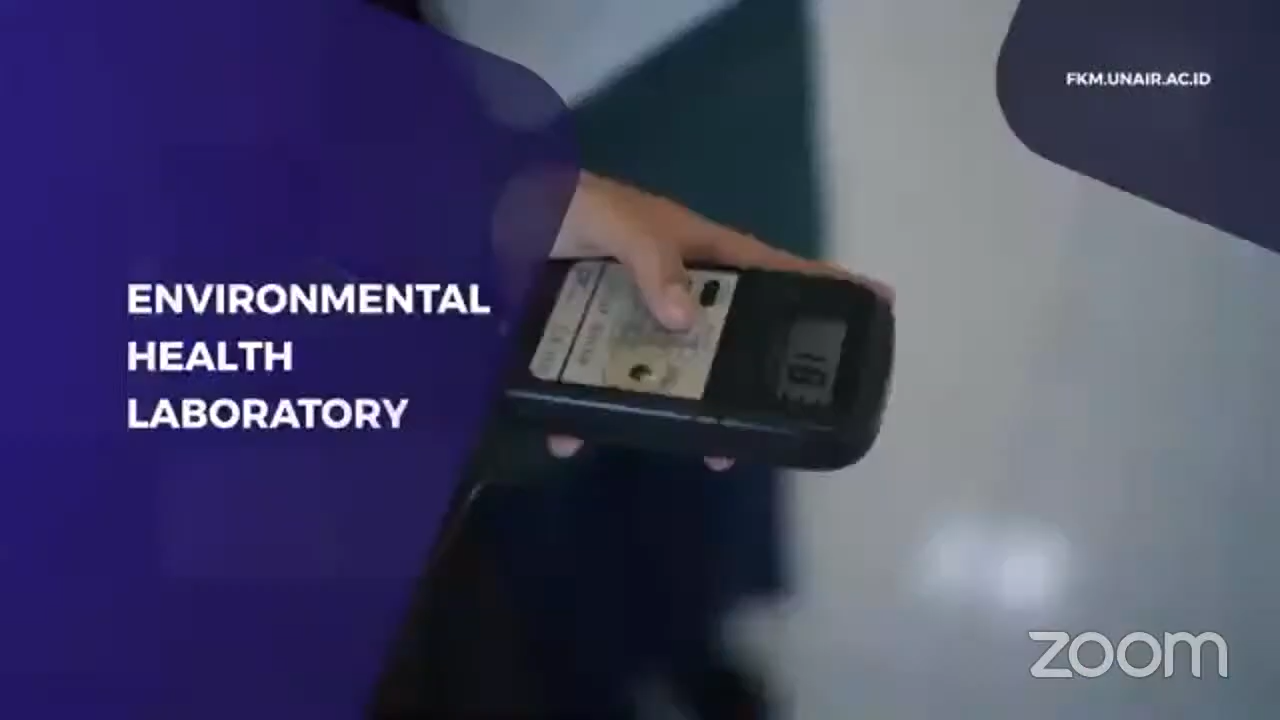 FKM.UNAIR.AC.ID
ENVIRONMENTAL
HEALTH
LABORATORY
zoom